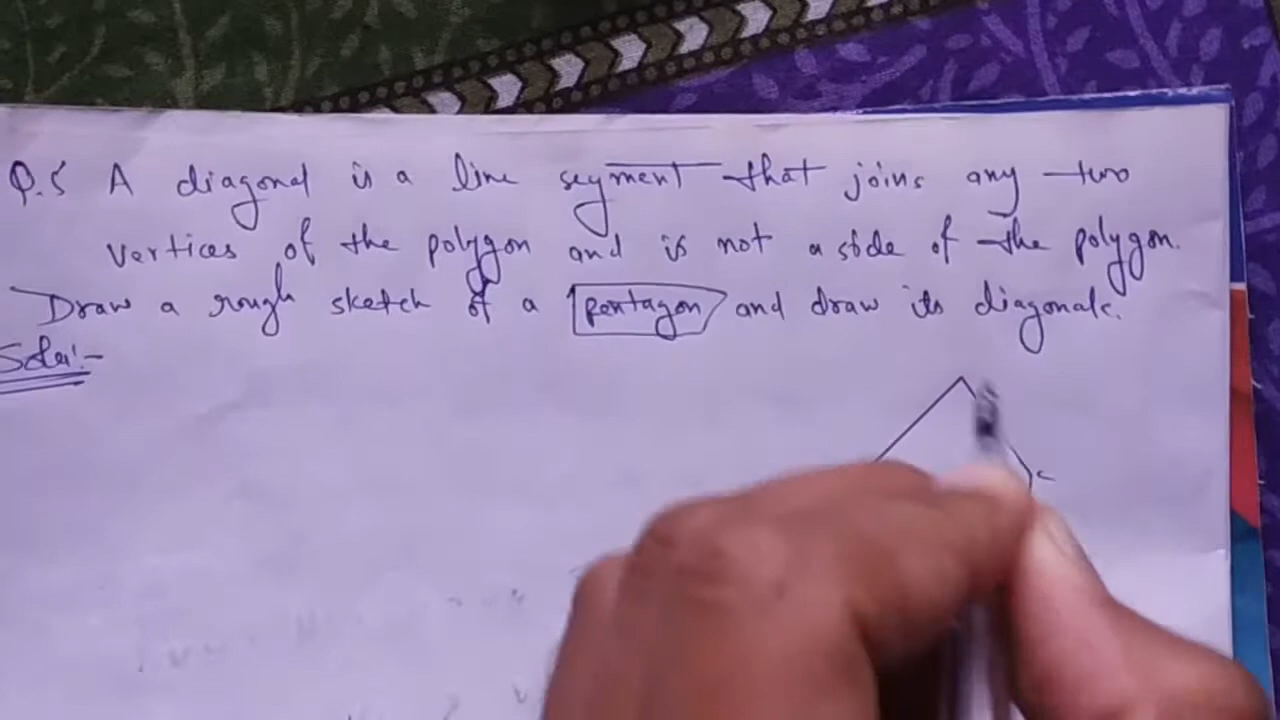 Q.5 A diagonal is a line segment that joins any two
vertices of the polygon and is not a side of the polygon.
Draw a rough sketch of a pentagon and draw its diagonals.
Soln:-
C